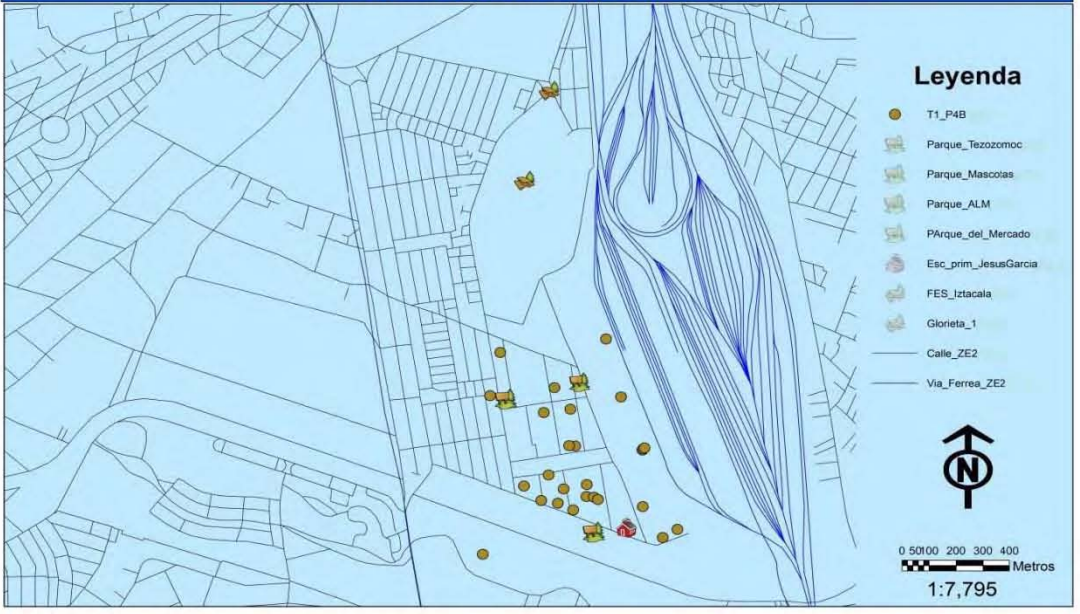 Leyenda
T1_P4B
Parque_Tezozomoc
Parque_Mascotas
Parque_ALM
PArque_del_Mercado
Esc_prim_JesusGarcia
FES_Iztacala
Glorieta_1
Calle_ZE2
Via_Ferrea_ZE2
N
0 50100 200 300 400
Metros
1:7,795